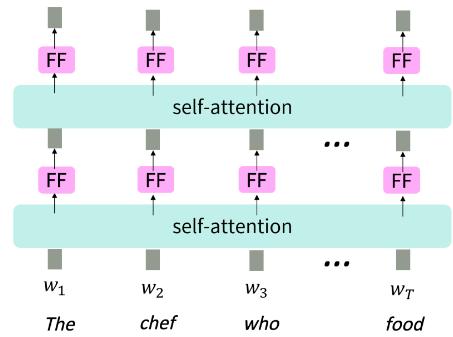 FF FF FF FF
self-attention
...
FF FF FF FF
self-attention
...
w₁ w₂ w₃ w_T
The chef who food